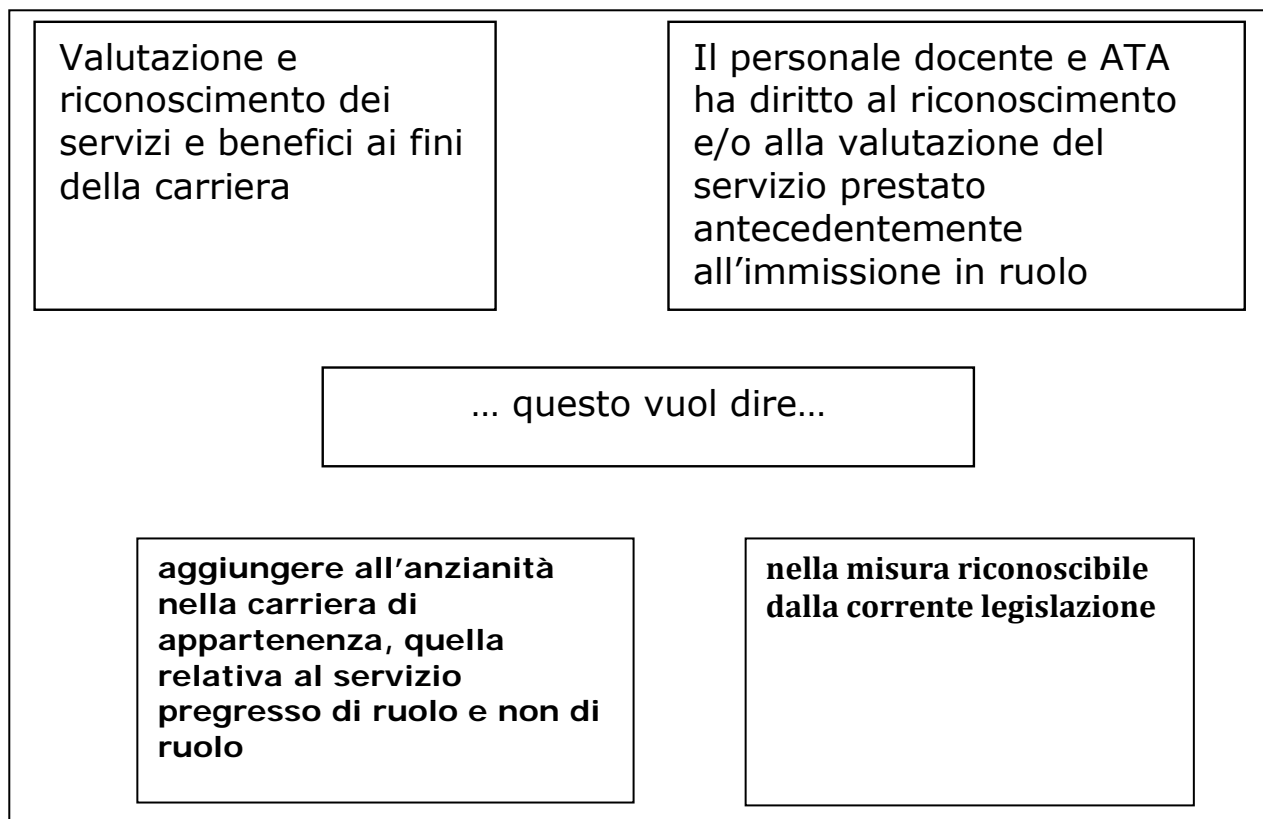 Valutazione e
riconoscimento dei
servizi e benefici ai fini
della carriera
Il personale docente e ATA
ha diritto al riconoscimento
e/o alla valutazione del
servizio prestato
antecedentemente
all’immissione in ruolo
… questo vuol dire…
aggiungere all’anzianità
nella carriera di
appartenenza, quella
relativa al servizio
pregresso di ruolo e non di
ruolo
nella misura riconoscibile
dalla corrente legislazione